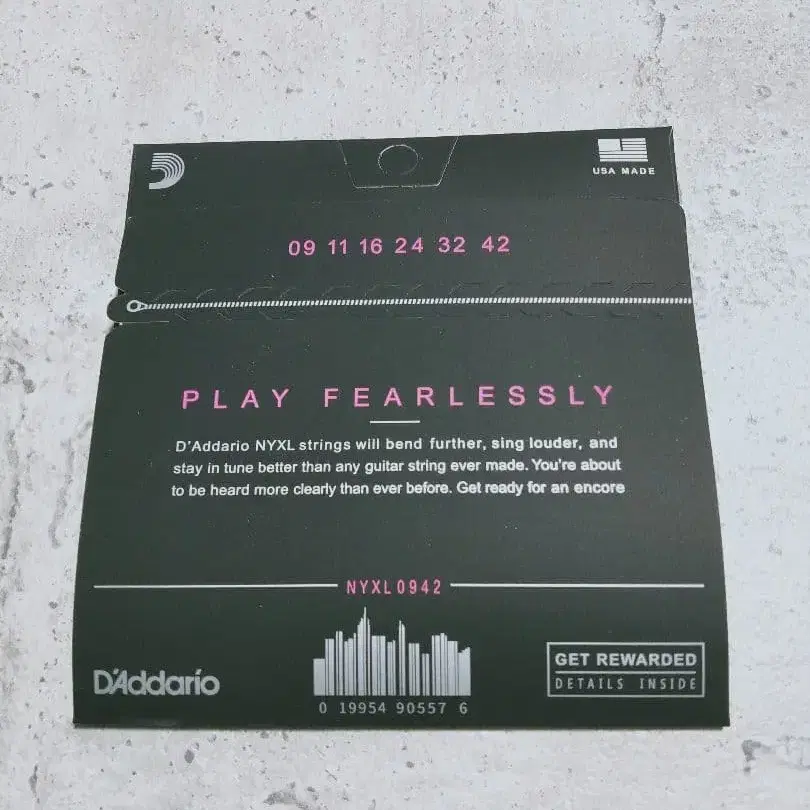 USA MADE
09 11 16 24 32 42
PLAY FEARLESSLY
D'Addario NYXL strings will bend further, sing louder, and
stay in tune better than any guitar string ever made. You're about
to be heard more clearly than ever before. Get ready for an encore
NYXL0942
D'Addario
0 19954 90557 6
GET REWARDED
DETAILS INSIDE